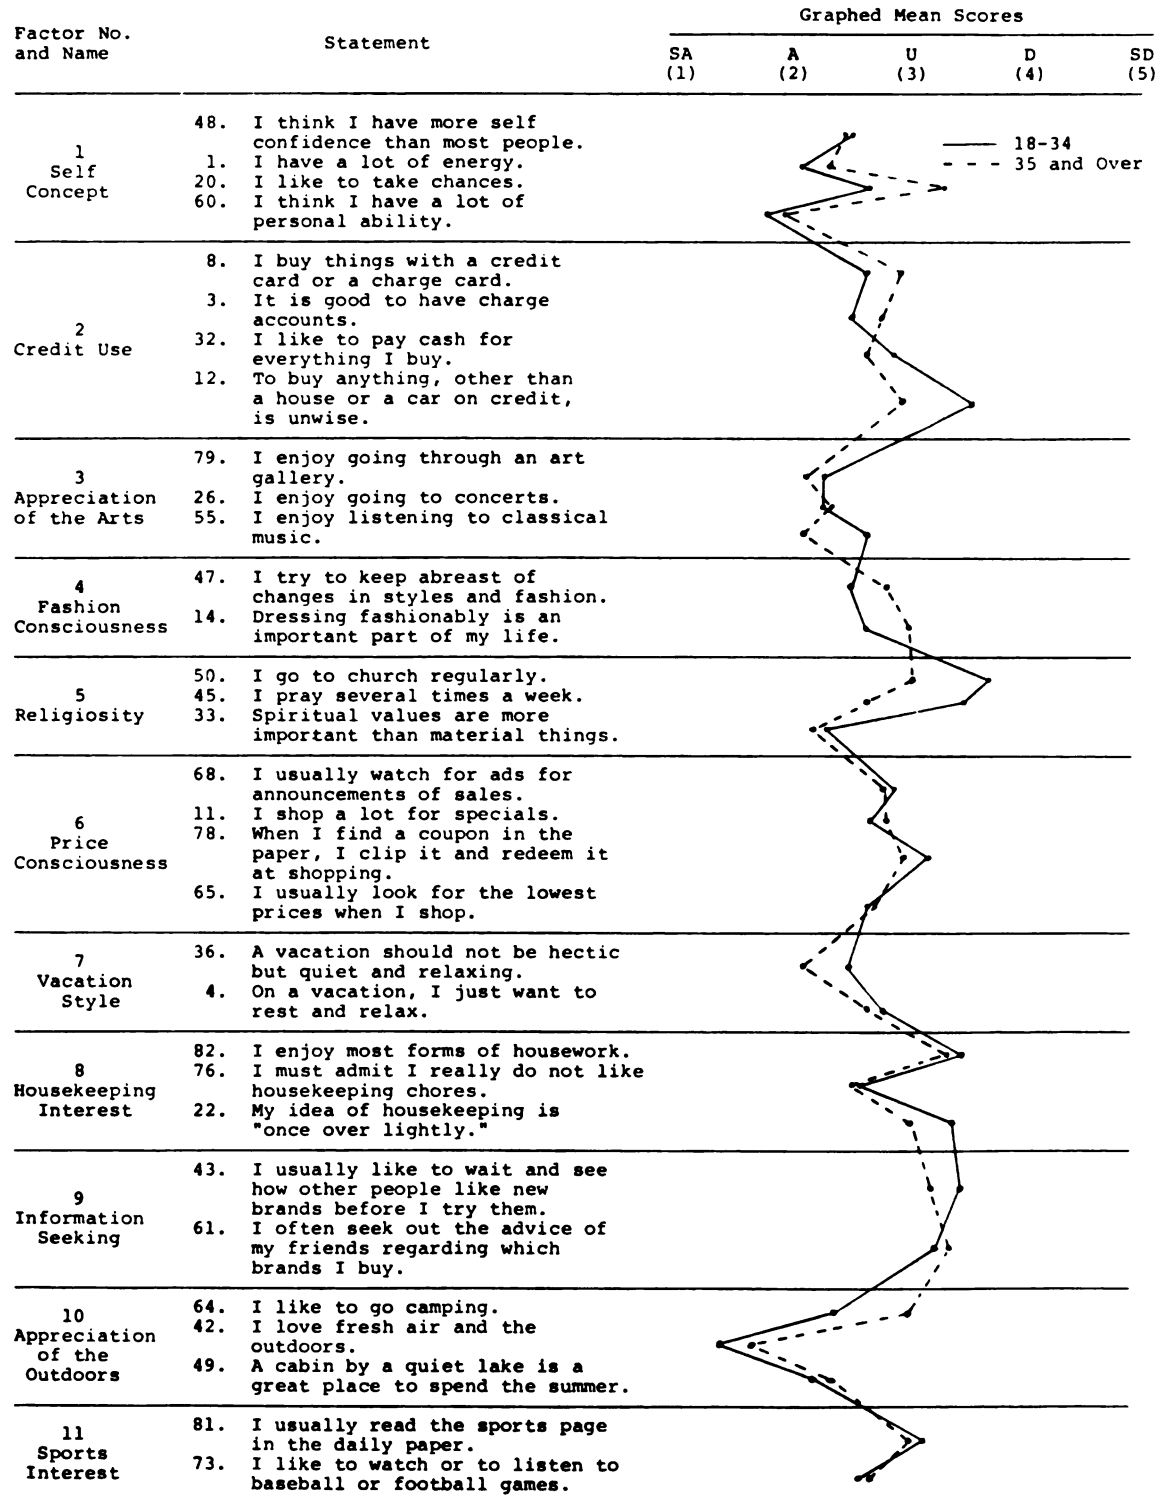 Graphed Mean Scores
Factor No.
and Name
Statement
SA A U D SD
(1) (2) (3) (4) (5)
18-34
35 and Over
1
Self
Concept
48. I think I have more self
confidence than most people.
1. I have a lot of energy.
20. I like to take chances.
60. I think I have a lot of
personal ability.
2
Credit Use
8. I buy things with a credit
card or a charge card.
3. It is good to have charge
accounts.
32. I like to pay cash for
everything I buy.
12. To buy anything, other than
a house or a car on credit,
is unwise.
3
Appreciation
of the Arts
79. I enjoy going through an art
gallery.
26. I enjoy going to concerts.
55. I enjoy listening to classical
music.
4
Fashion
Consciousness
47. I try to keep abreast of
changes in styles and fashion.
14. Dressing fashionably is an
important part of my life.
5
Religiosity
50. I go to church regularly.
45. I pray several times a week.
33. Spiritual values are more
important than material things.
6
Price
Consciousness
68. I usually watch for ads for
announcements of sales.
11. I shop a lot for specials.
78. When I find a coupon in the
paper, I clip it and redeem it
at shopping.
65. I usually look for the lowest
prices when I shop.
7
Vacation
Style
36. A vacation should not be hectic
but quiet and relaxing.
4. On a vacation, I just want to
rest and relax.
8
Housekeeping
Interest
82. I enjoy most forms of housework.
76. I must admit I really do not like
housekeeping chores.
22. My idea of housekeeping is
"once over lightly."
9
Information
Seeking
43. I usually like to wait and see
how other people like new
brands before I try them.
61. I often seek out the advice of
my friends regarding which
brands I buy.
10
Appreciation
of the
Outdoors
64. I like to go camping.
42. I love fresh air and the
outdoors.
49. A cabin by a quiet lake is a
great place to spend the summer.
11
Sports
Interest
81. I usually read the sports page
in the daily paper.
73. I like to watch or to listen to
baseball or football games.